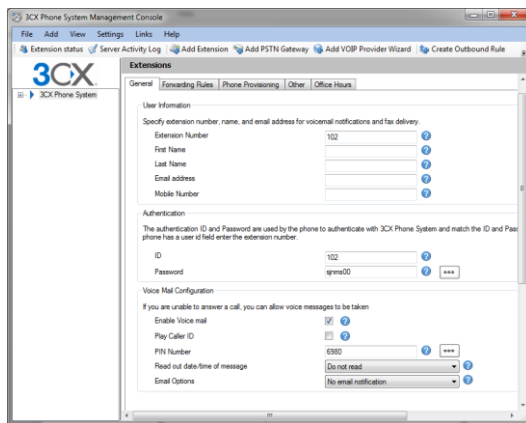 3CX Phone System Management Console
File Add View Settings Links Help
Extension status Server Activity Log Add Extension Add PSTN Gateway Add VOIP Provider Wizard Create Outbound Rule
3CX
3CX Phone System
Extensions
General Forwarding Rules Phone Provisioning Other Office Hours
User Information
Specify extension number, name, and email address for voicemail notifications and fax delivery.
Extension Number 102
First Name
Last Name
Email address
Mobile Number
Authentication
The authentication ID and Password are used by the phone to authenticate with 3CX Phone System and match the ID and Pass
phone has a user id field enter the extension number.
ID 102
Password sjnms00
Voice Mail Configuration
If you are unable to answer a call, you can allow voice messages to be taken
Enable Voice mail
Play Caller ID
PIN Number 6980
Read out date/time of message Do not read
Email Options No email notification